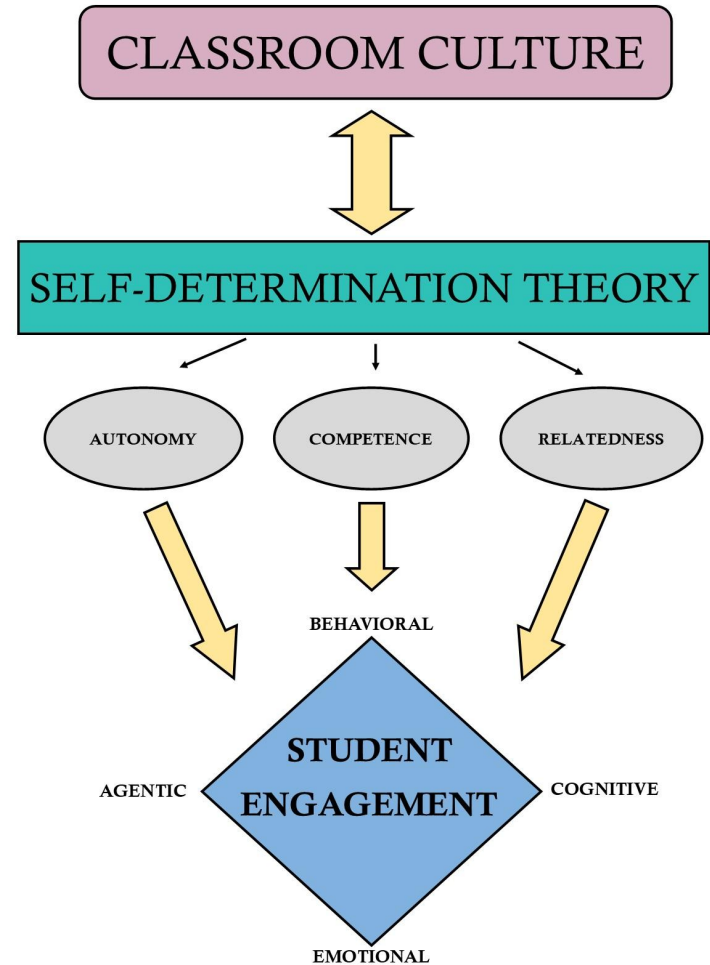 CLASSROOM CULTURE
SELF-DETERMINATION THEORY
AUTONOMY
COMPETENCE
RELATEDNESS
BEHAVIORAL
STUDENT
ENGAGEMENT
AGENTIC
COGNITIVE
EMOTIONAL